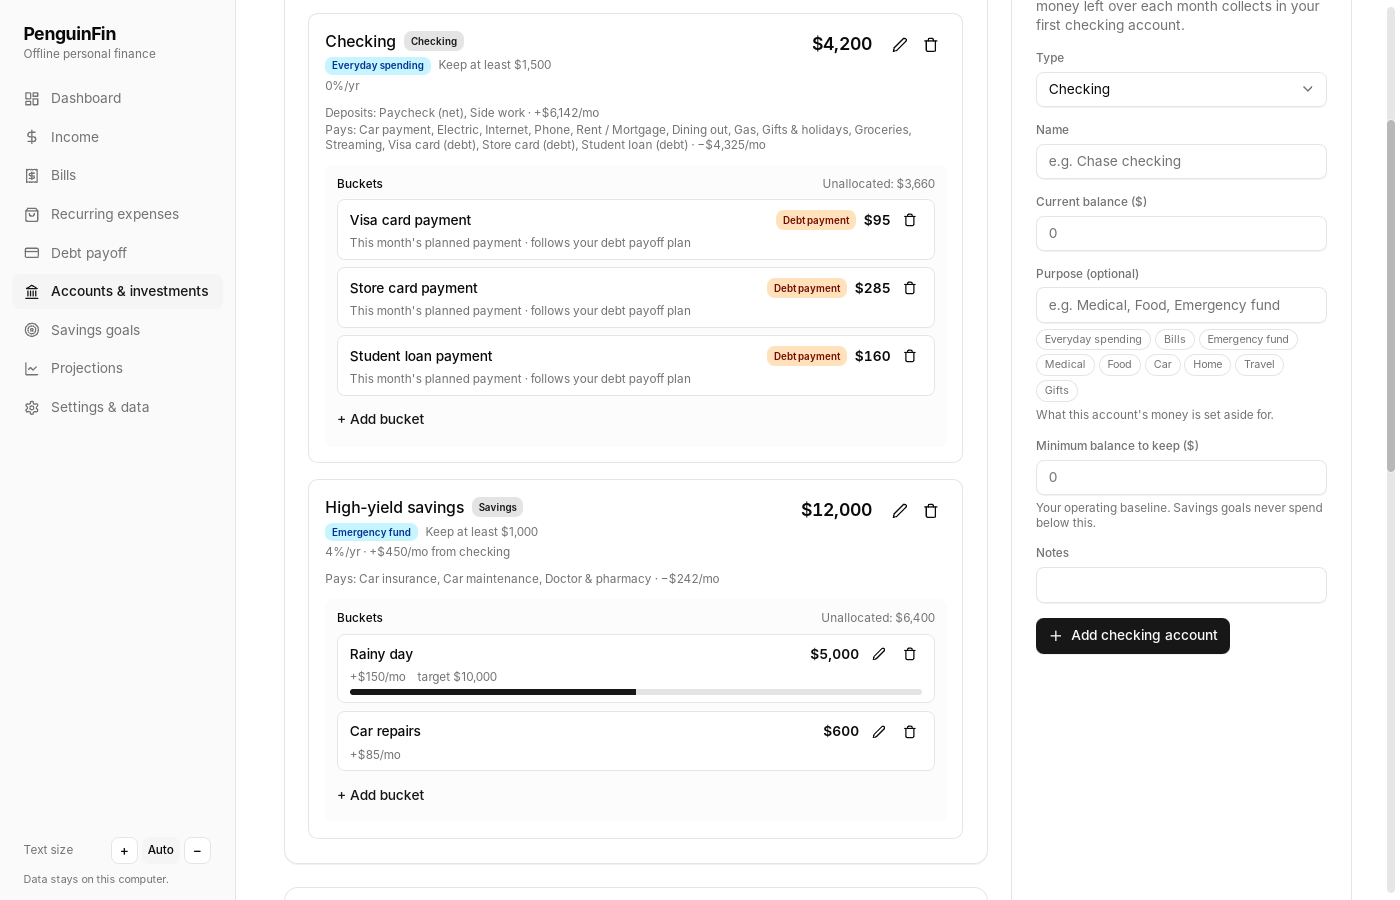 PenguinFin
Offline personal finance
Dashboard
Income
Bills
Recurring expenses
Debt payoff
Accounts & investments
Savings goals
Projections
Settings & data
Text size
+
Auto
−
Data stays on this computer.
Checking Checking
$4,200
Everyday spending Keep at least $1,500
0%/yr
Deposits: Paycheck (net), Side work · +$6,142/mo
Pays: Car payment, Electric, Internet, Phone, Rent / Mortgage, Dining out, Gas, Gifts & holidays, Groceries,
Streaming, Visa card (debt), Store card (debt), Student loan (debt) · −$4,325/mo
Buckets
Unallocated: $3,660
Visa card payment
Debt payment $95
This month's planned payment · follows your debt payoff plan
Store card payment
Debt payment $285
This month's planned payment · follows your debt payoff plan
Student loan payment
Debt payment $160
This month's planned payment · follows your debt payoff plan
+ Add bucket
High-yield savings Savings
$12,000
Emergency fund Keep at least $1,000
4%/yr · +$450/mo from checking
Pays: Car insurance, Car maintenance, Doctor & pharmacy · −$242/mo
Buckets
Unallocated: $6,400
Rainy day
$5,000
+$150/mo target $10,000
Car repairs
$600
+$85/mo
+ Add bucket
money left over each month collects in your
first checking account.
Type
Checking
Name
e.g. Chase checking
Current balance ($)
0
Purpose (optional)
e.g. Medical, Food, Emergency fund
Everyday spending Bills Emergency fund
Medical Food Car Home Travel
Gifts
What this account's money is set aside for.
Minimum balance to keep ($)
0
Your operating baseline. Savings goals never spend
below this.
Notes
+ Add checking account